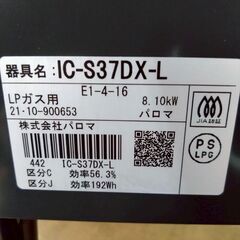 器具名：IC-S37DX-L
E1-4-16
LPガス用 8.10kW
21・10-900653 パロマ
JIA認証
株式会社パロマ
PS
LPG
442 IC-S37DX-L
区分C 効率56.3%
区分J 効率192Wh